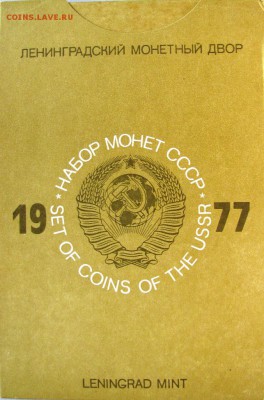 COINS.LAVE.RU
ЛЕНИНГРАДСКИЙ МОНЕТНЫЙ ДВОР
* НАБОР МОНЕТ СССР *
19 77
SET OF COINS OF THE USSR
LENINGRAD MINT